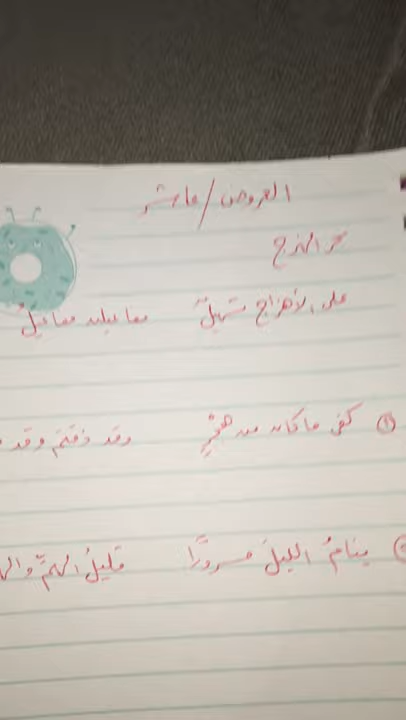 العروض / عاشر
بحر الهزج
على الأهزاج تسهيلٌ مفاعيلن مفاعيلُ
① كفى ما كان من هجرٍ وقد ذقتم وقد
ينامُ الليلَ مسرورًا قليلُ الهمِّ